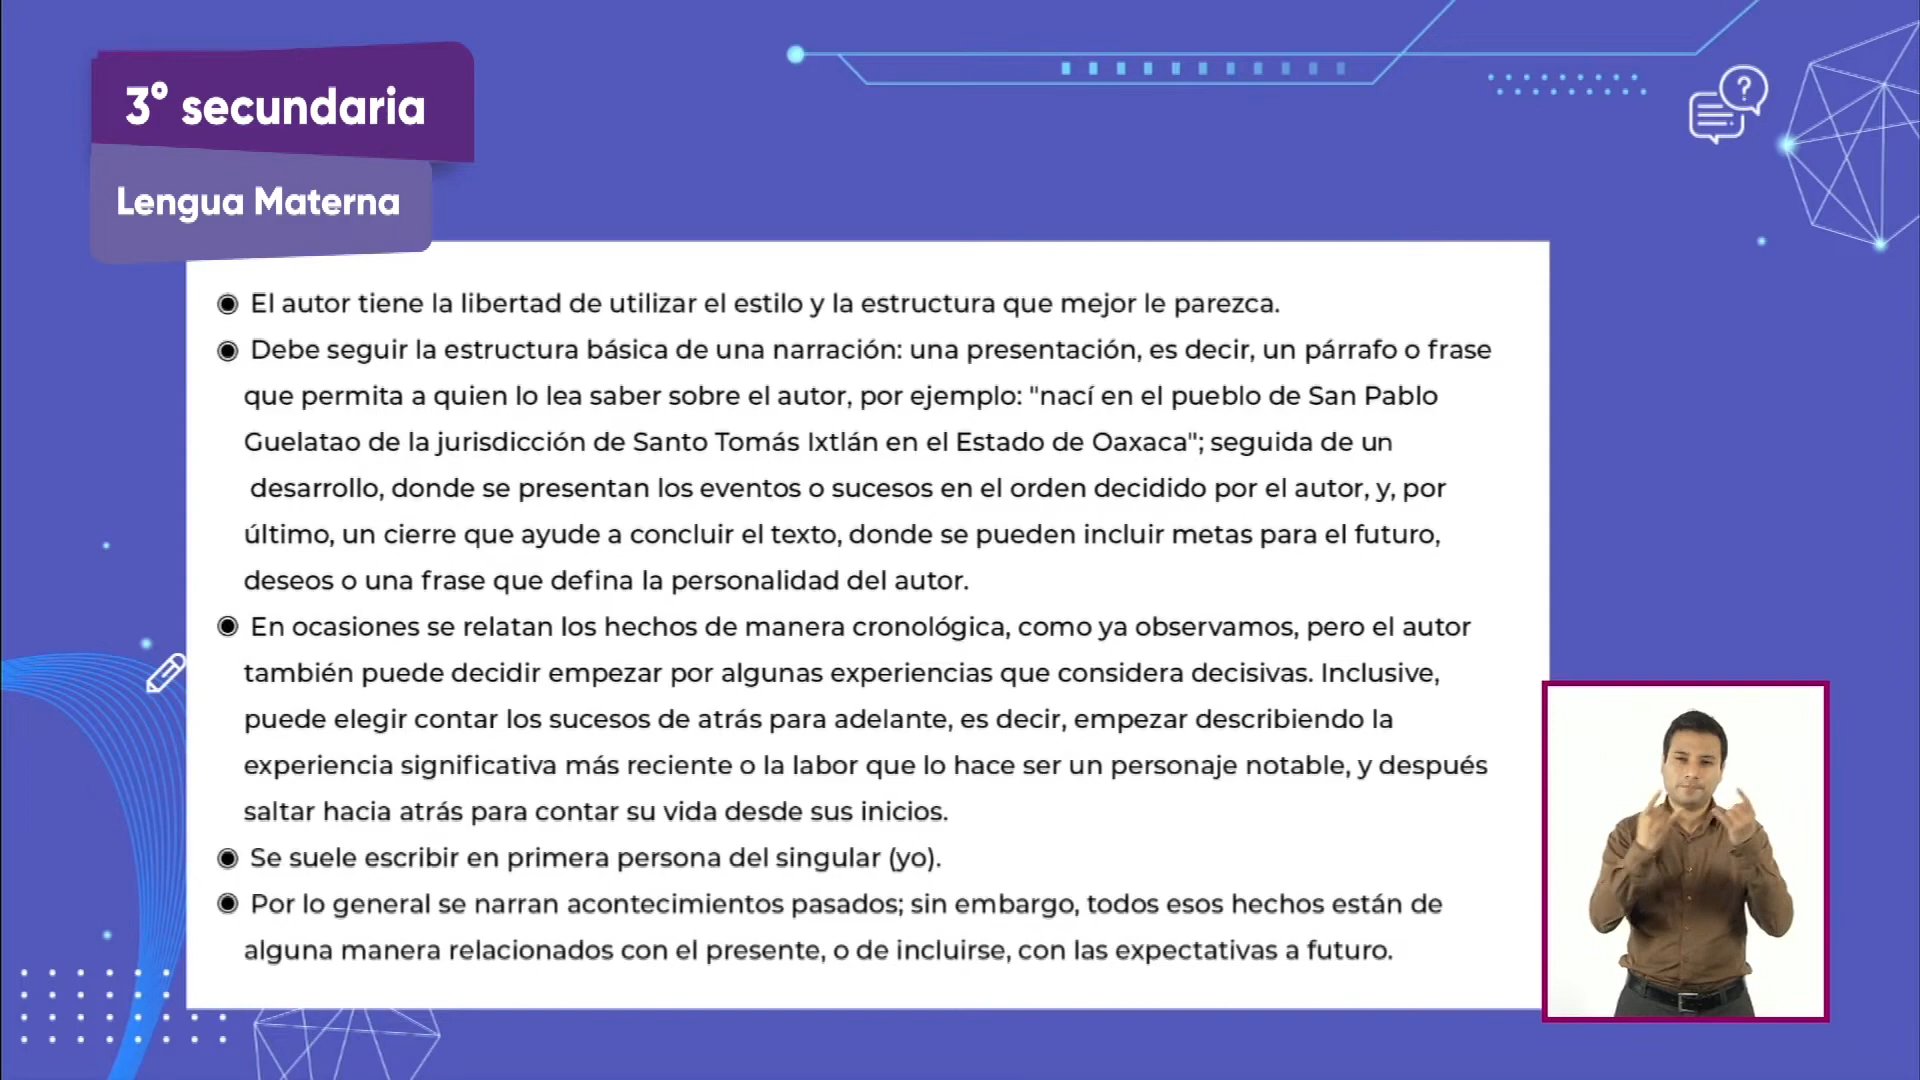 3° secundaria
Lengua Materna
El autor tiene la libertad de utilizar el estilo y la estructura que mejor le parezca.
Debe seguir la estructura básica de una narración: una presentación, es decir, un párrafo o frase
que permita a quien lo lea saber sobre el autor, por ejemplo: "nací en el pueblo de San Pablo
Guelatao de la jurisdicción de Santo Tomás Ixtlán en el Estado de Oaxaca"; seguida de un
desarrollo, donde se presentan los eventos o sucesos en el orden decidido por el autor, y, por
último, un cierre que ayude a concluir el texto, donde se pueden incluir metas para el futuro,
deseos o una frase que defina la personalidad del autor.
En ocasiones se relatan los hechos de manera cronológica, como ya observamos, pero el autor
también puede decidir empezar por algunas experiencias que considera decisivas. Inclusive,
puede elegir contar los sucesos de atrás para adelante, es decir, empezar describiendo la
experiencia significativa más reciente o la labor que lo hace ser un personaje notable, y después
saltar hacia atrás para contar su vida desde sus inicios.
Se suele escribir en primera persona del singular (yo).
Por lo general se narran acontecimientos pasados; sin embargo, todos esos hechos están de
alguna manera relacionados con el presente, o de incluirse, con las expectativas a futuro.